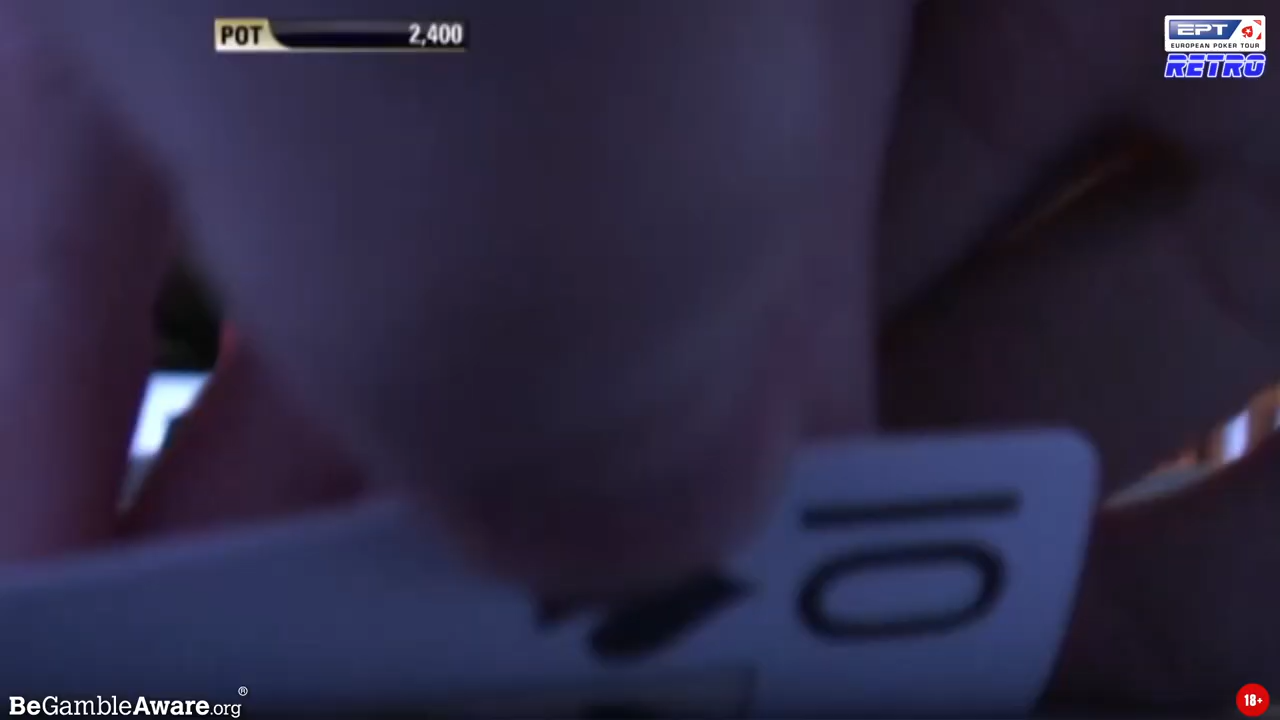 POT 2,400
EPT
EUROPEAN POKER TOUR
RETRO
10
BeGambleAware.org®
18+